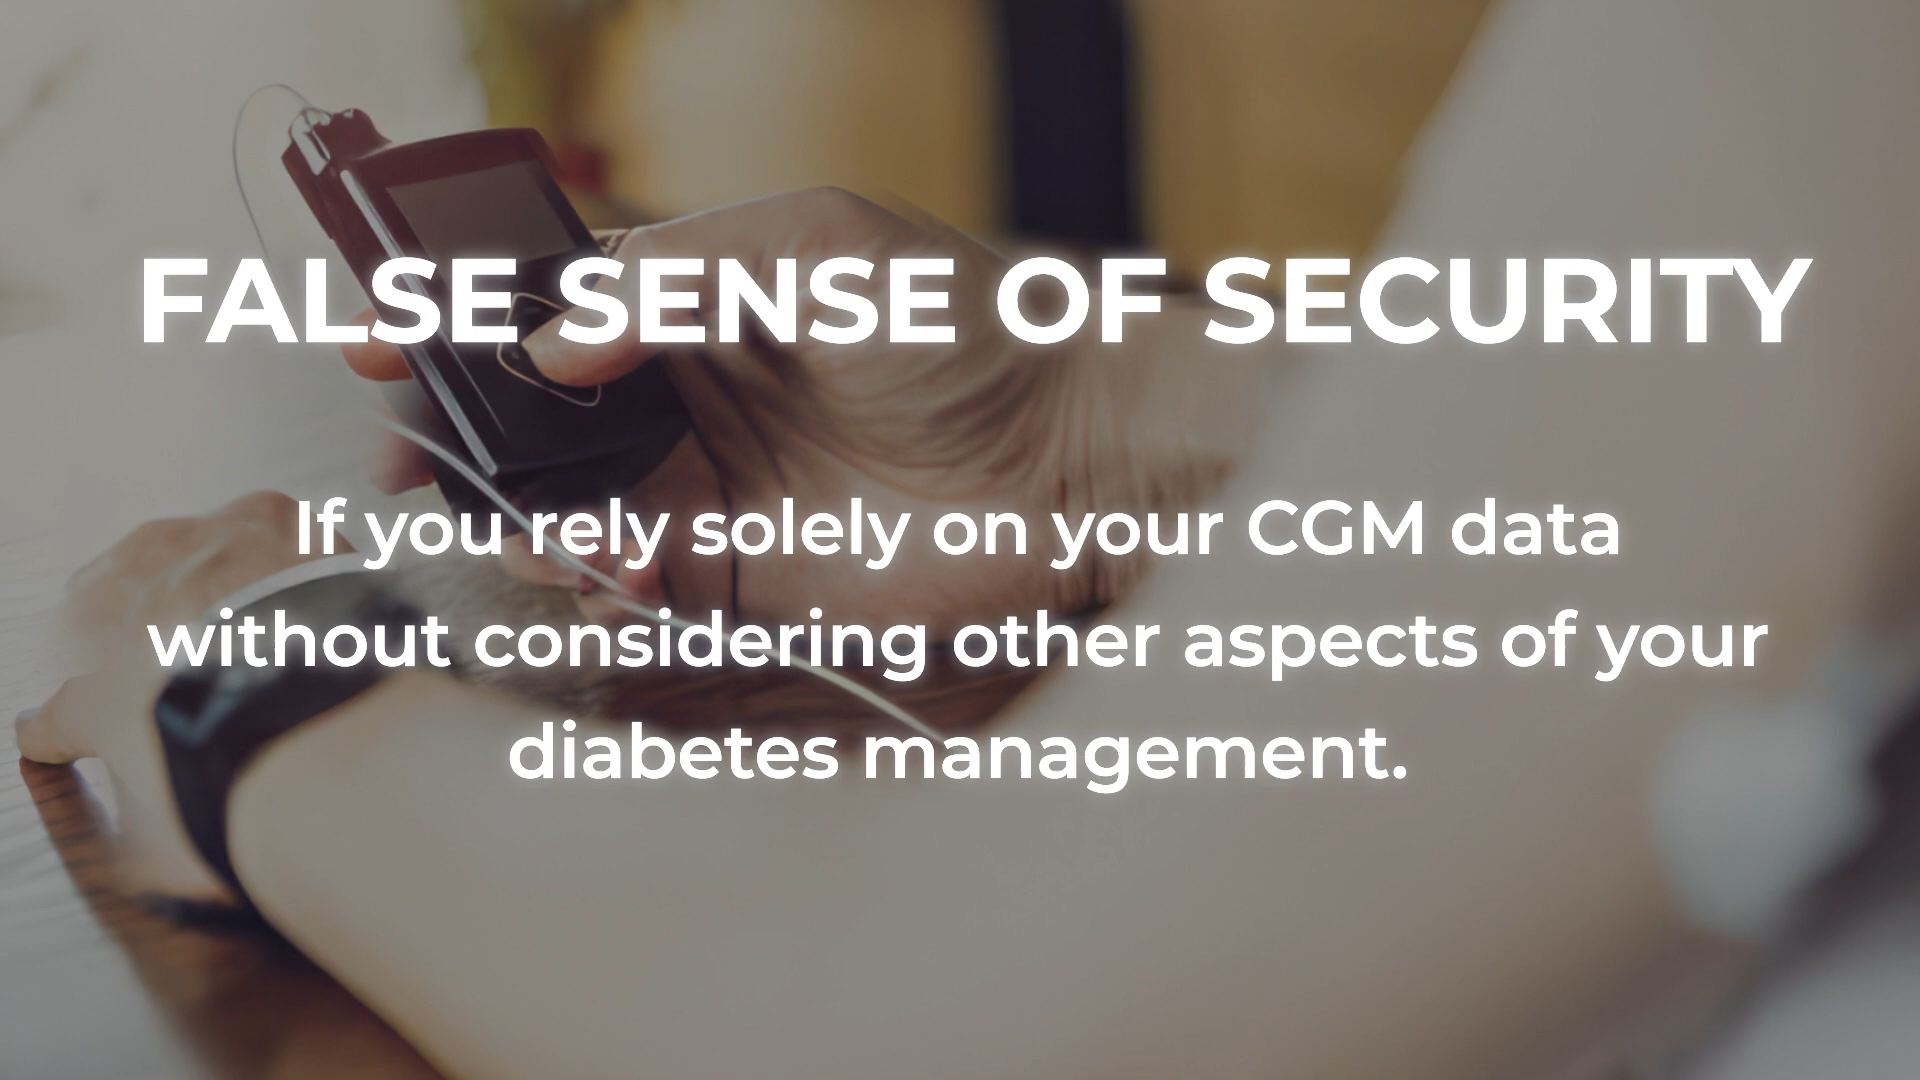 FALSE SENSE OF SECURITY
If you rely solely on your CGM data
without considering other aspects of your
diabetes management.